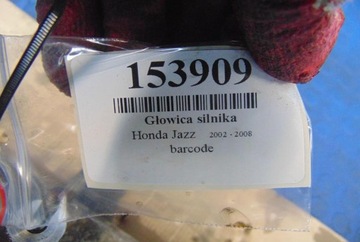 153909
Głowica silnika
Honda Jazz 2002 - 2008
barcode